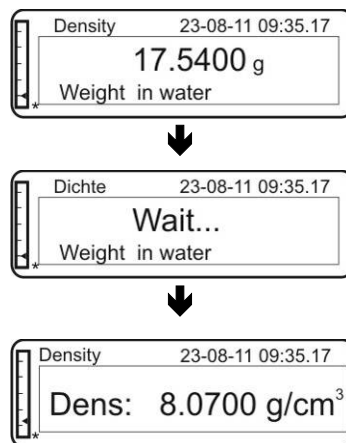 Density 23-08-11 09:35.17
17.5400 g
Weight in water
*
Dichte 23-08-11 09:35.17
Wait...
Weight in water
*
Density 23-08-11 09:35.17
Dens: 8.0700 g/cm³
*